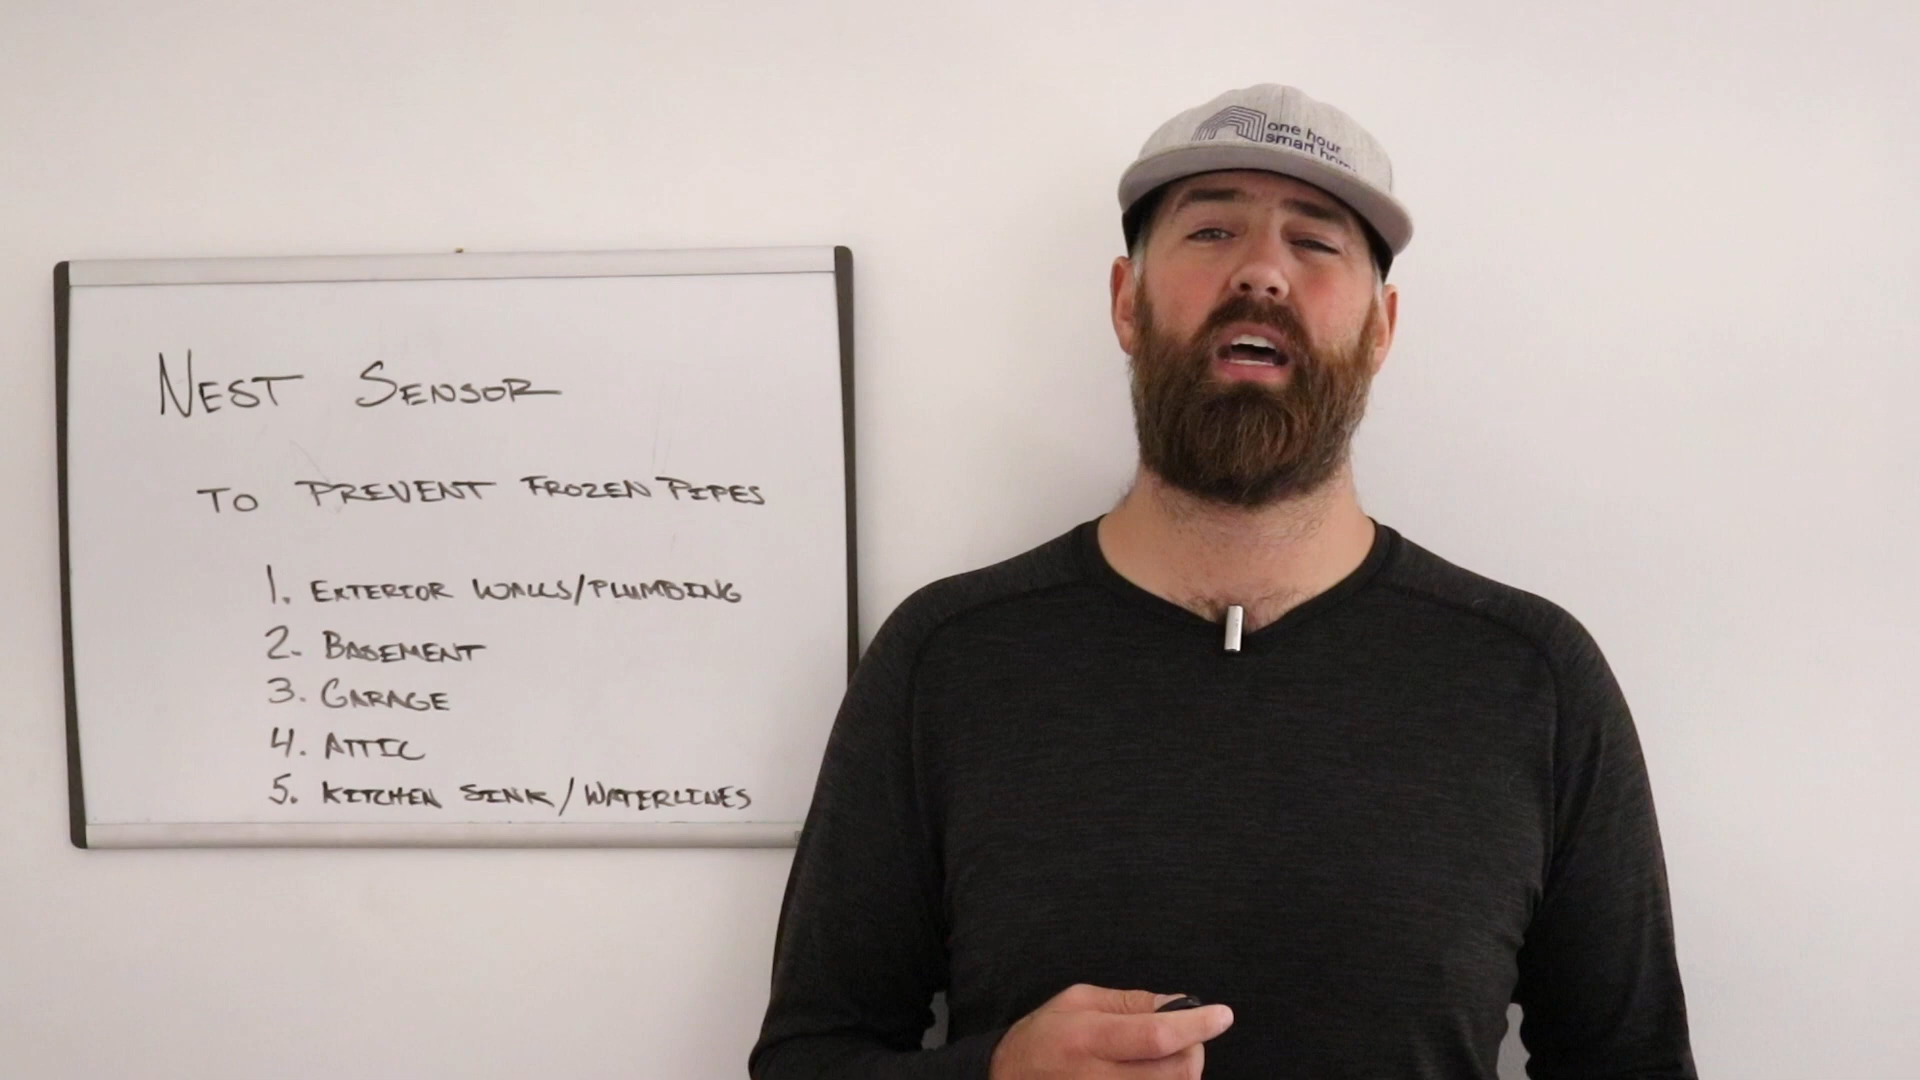 NEST SENSOR
TO PREVENT FROZEN PIPES
1. EXTERIOR WALLS/PLUMBING
2. BASEMENT
3. GARAGE
4. ATTIC
5. KITCHEN SINK/WATERLINES
one hour
smart home